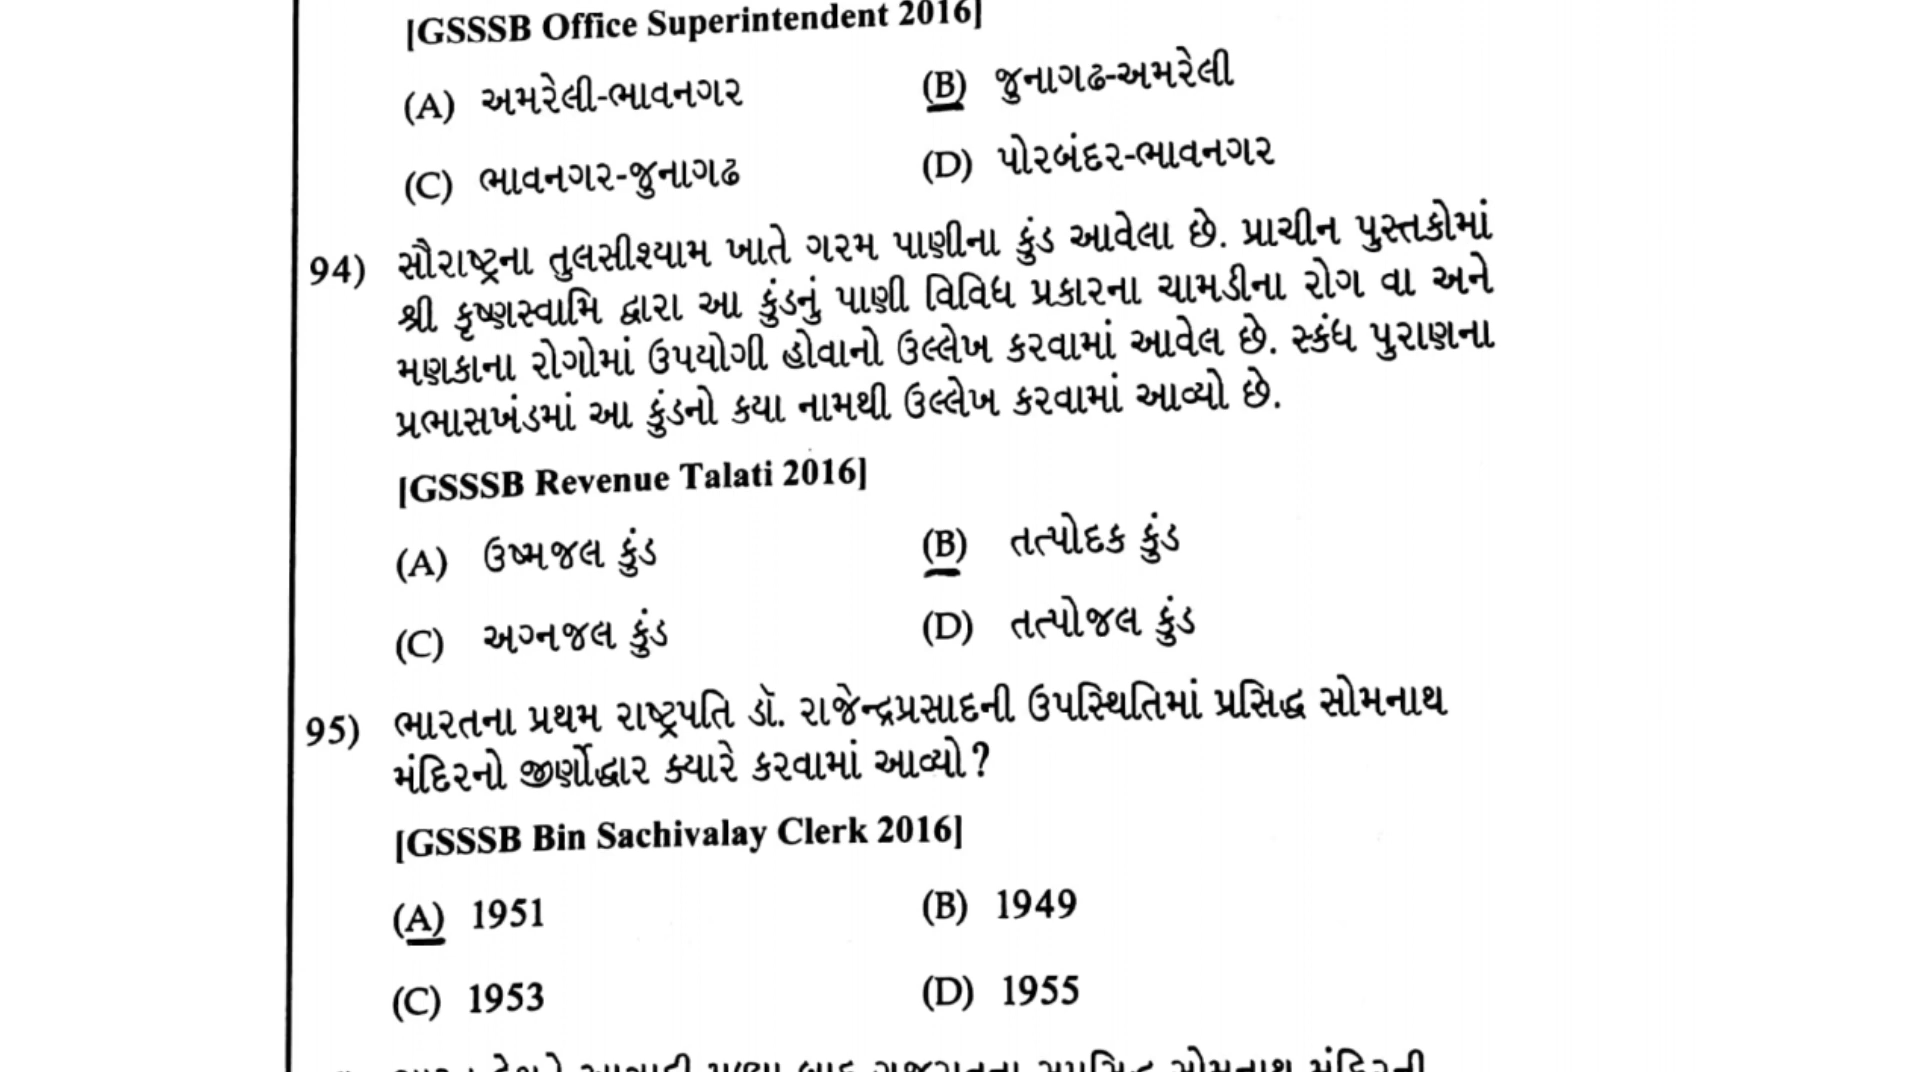 [GSSSB Office Superintendent 2016]
(A) અમરેલી-ભાવનગર (B) જુનાગઢ-અમરેલી
(C) ભાવનગર-જુનાગઢ (D) પોરબંદર-ભાવનગર
94) સૌરાષ્ટ્રના તુલસીશ્યામ ખાતે ગરમ પાણીના કુંડ આવેલા છે. પ્રાચીન પુસ્તકોમાં
શ્રી કૃષ્ણસ્વામિ દ્વારા આ કુંડનું પાણી વિવિધ પ્રકારના ચામડીના રોગ વા અને
મણકાના રોગોમાં ઉપયોગી હોવાનો ઉલ્લેખ કરવામાં આવેલ છે. સ્કંધ પુરાણના
પ્રભાસખંડમાં આ કુંડનો કયા નામથી ઉલ્લેખ કરવામાં આવ્યો છે.
[GSSSB Revenue Talati 2016]
(A) ઉષ્મજલ કુંડ (B) તત્પોદક કુંડ
(C) અગ્નજલ કુંડ (D) તત્પોજલ કુંડ
95) ભારતના પ્રથમ રાષ્ટ્રપતિ ડૉ. રાજેન્દ્રપ્રસાદની ઉપસ્થિતિમાં પ્રસિદ્ધ સોમનાથ
મંદિરનો જીર્ણોદ્ધાર ક્યારે કરવામાં આવ્યો?
[GSSSB Bin Sachivalay Clerk 2016]
(A) 1951 (B) 1949
(C) 1953 (D) 1955
સોમનાથ મંદિરની